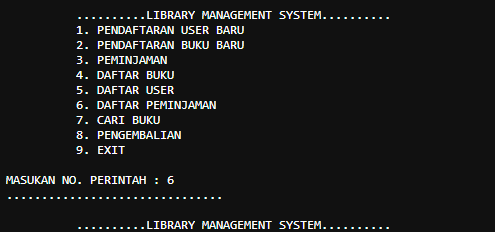 ..........LIBRARY MANAGEMENT SYSTEM..........
1. PENDAFTARAN USER BARU
2. PENDAFTARAN BUKU BARU
3. PEMINJAMAN
4. DAFTAR BUKU
5. DAFTAR USER
6. DAFTAR PEMINJAMAN
7. CARI BUKU
8. PENGEMBALIAN
9. EXIT
MASUKAN NO. PERINTAH : 6
...............................
..........LIBRARY MANAGEMENT SYSTEM..........